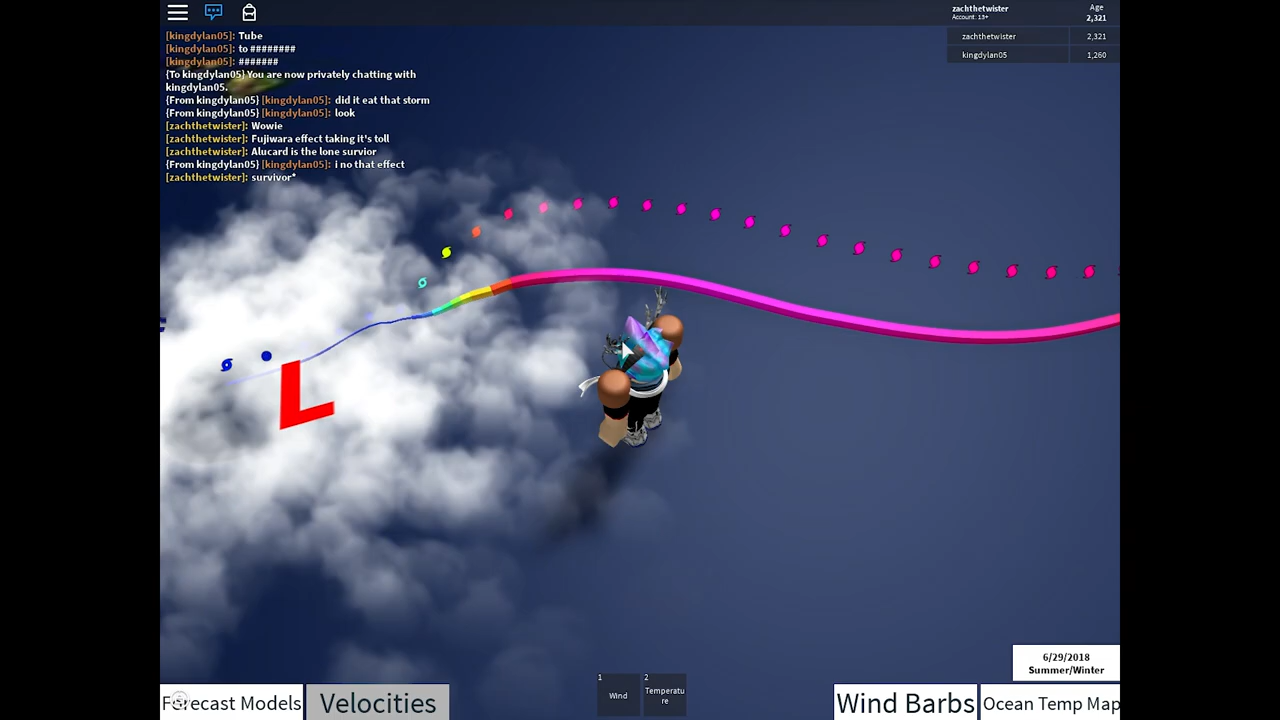 zachthetwister
Account: 13+
Age
2,321
zachthetwister 2,321
kingdylan05 1,260
[kingdylan05]: Tube
[kingdylan05]: to ########
[kingdylan05]: #######
{To kingdylan05} You are now privately chatting with
kingdylan05.
{From kingdylan05} [kingdylan05]: did it eat that storm
{From kingdylan05} [kingdylan05]: look
[zachthetwister]: Wowie
[zachthetwister]: Fujiwara effect taking it's toll
[zachthetwister]: Alucard is the lone survior
{From kingdylan05} [kingdylan05]: i no that effect
[zachthetwister]: survivor*
L
6/29/2018
Summer/Winter
1
Wind
2
Temperatu
re
Forecast Models
Velocities
Wind Barbs
Ocean Temp Map